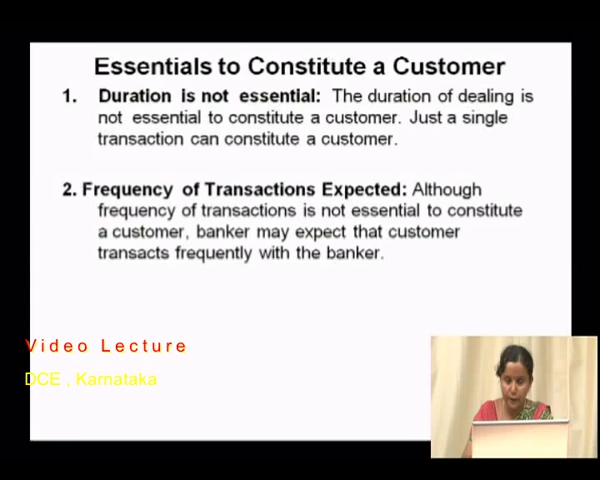 Essentials to Constitute a Customer
1. Duration is not essential: The duration of dealing is
not essential to constitute a customer. Just a single
transaction can constitute a customer.
2. Frequency of Transactions Expected: Although
frequency of transactions is not essential to constitute
a customer, banker may expect that customer
transacts frequently with the banker.
Video Lecture
DCE , Karnataka